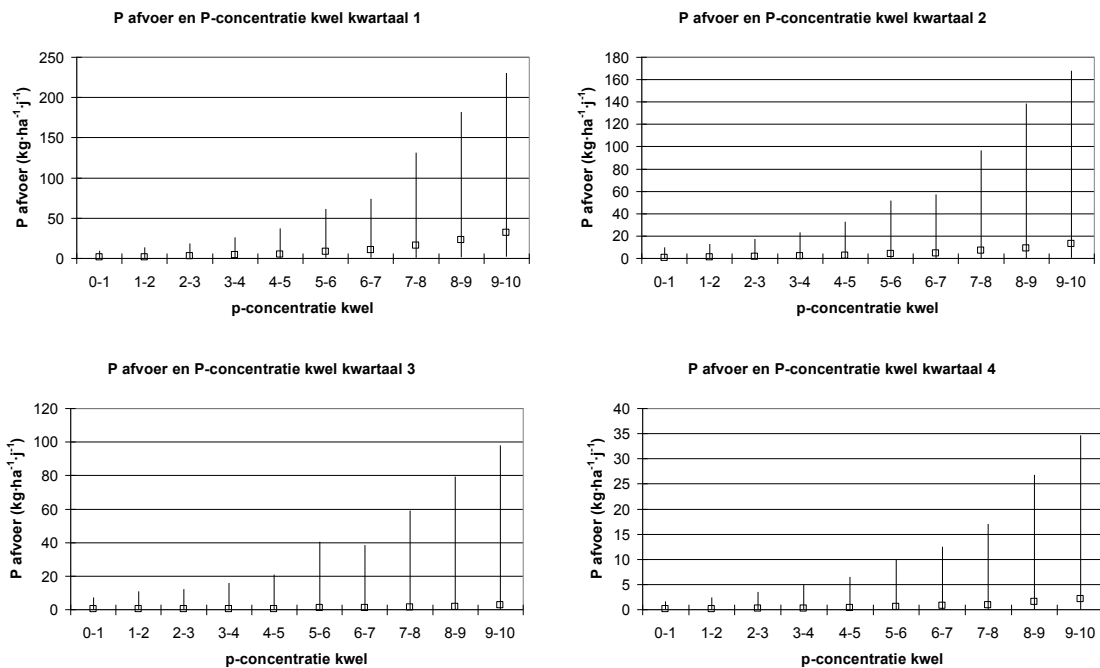 P afvoer en P-concentratie kwel kwartaal 1
P afvoer (kg·ha⁻¹·j⁻¹)
250
200
150
100
50
0
0-1 1-2 2-3 3-4 4-5 5-6 6-7 7-8 8-9 9-10
p-concentratie kwel
P afvoer en P-concentratie kwel kwartaal 2
P afvoer (kg·ha⁻¹·j⁻¹)
180
160
140
120
100
80
60
40
20
0
0-1 1-2 2-3 3-4 4-5 5-6 6-7 7-8 8-9 9-10
p-concentratie kwel
P afvoer en P-concentratie kwel kwartaal 3
P afvoer (kg·ha⁻¹·j⁻¹)
120
100
80
60
40
20
0
0-1 1-2 2-3 3-4 4-5 5-6 6-7 7-8 8-9 9-10
p-concentratie kwel
P afvoer en P-concentratie kwel kwartaal 4
P afvoer (kg·ha⁻¹·j⁻¹)
40
35
30
25
20
15
10
5
0
0-1 1-2 2-3 3-4 4-5 5-6 6-7 7-8 8-9 9-10
p-concentratie kwel